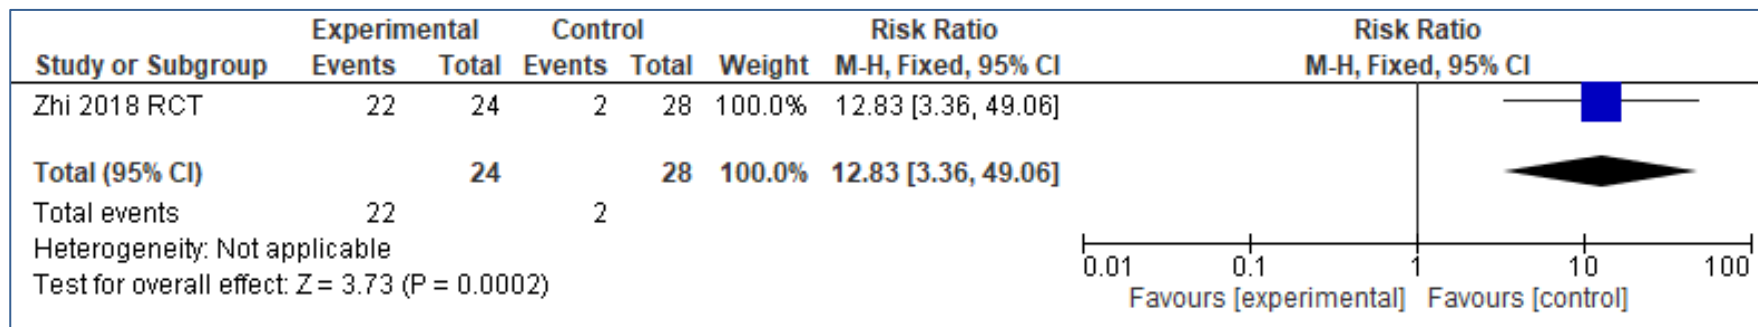 Experimental Control Risk Ratio Risk Ratio
Study or Subgroup Events Total Events Total Weight M-H, Fixed, 95% CI M-H, Fixed, 95% CI
Zhi 2018 RCT 22 24 2 28 100.0% 12.83 [3.36, 49.06]
Total (95% CI) 24 28 100.0% 12.83 [3.36, 49.06]
Total events 22 2
Heterogeneity: Not applicable
Test for overall effect: Z = 3.73 (P = 0.0002)
0.01 0.1 1 10 100
Favours [experimental] Favours [control]